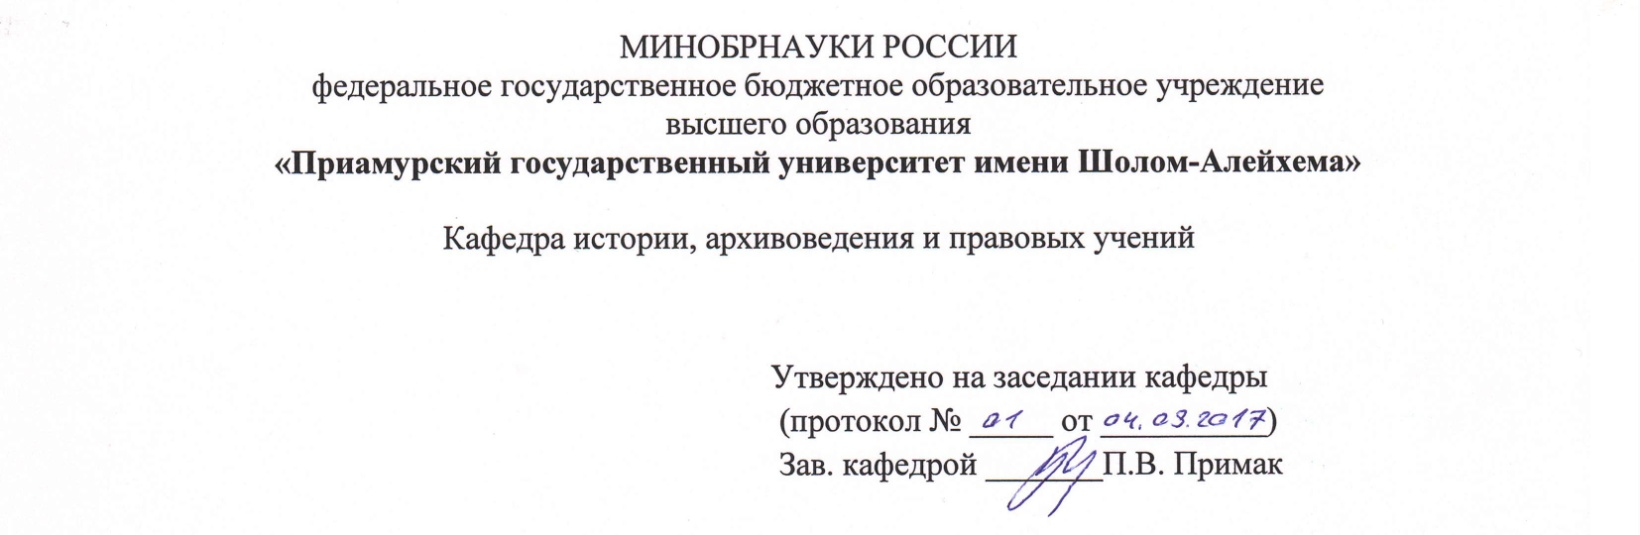 МИНОБРНАУКИ РОССИИ
федеральное государственное бюджетное образовательное учреждение
высшего образования
«Приамурский государственный университет имени Шолом-Алейхема»
Кафедра истории, архивоведения и правовых учений
Утверждено на заседании кафедры
(протокол № 01 от 04.09.2017)
Зав. кафедрой П.В. Примак